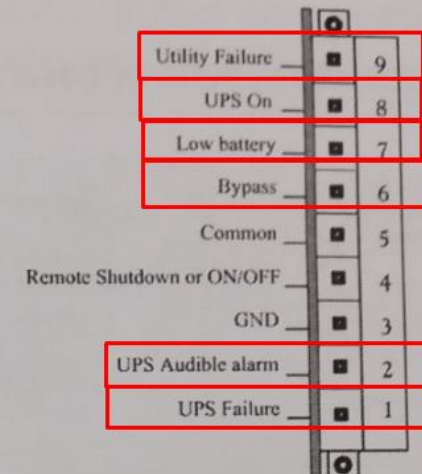 Utility Failure 9
UPS On 8
Low battery 7
Bypass 6
Common 5
Remote Shutdown or ON/OFF 4
GND 3
UPS Audible alarm 2
UPS Failure 1